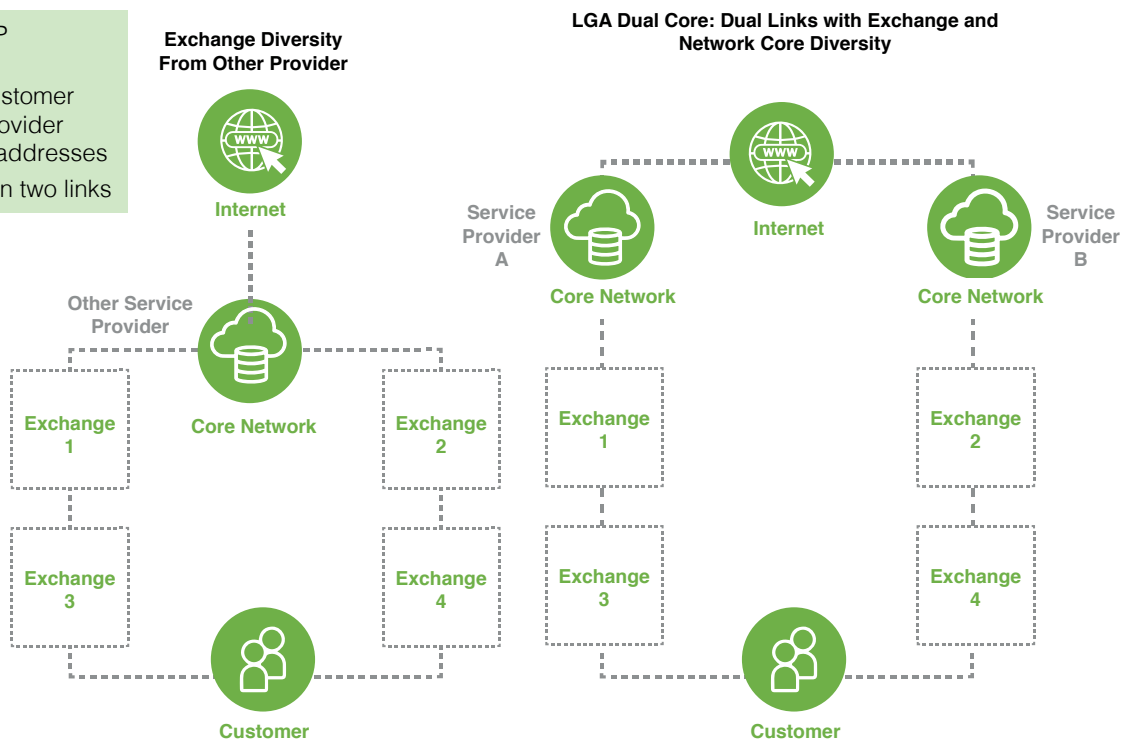 P
stomer
ovider
addresses
n two links
Exchange Diversity
From Other Provider
www
Internet
Other Service
Provider
Core Network
Exchange
1
Exchange
2
Exchange
3
Exchange
4
Customer
LGA Dual Core: Dual Links with Exchange and
Network Core Diversity
www
Internet
Service
Provider
A
Core Network
Service
Provider
B
Core Network
Exchange
1
Exchange
2
Exchange
3
Exchange
4
Customer